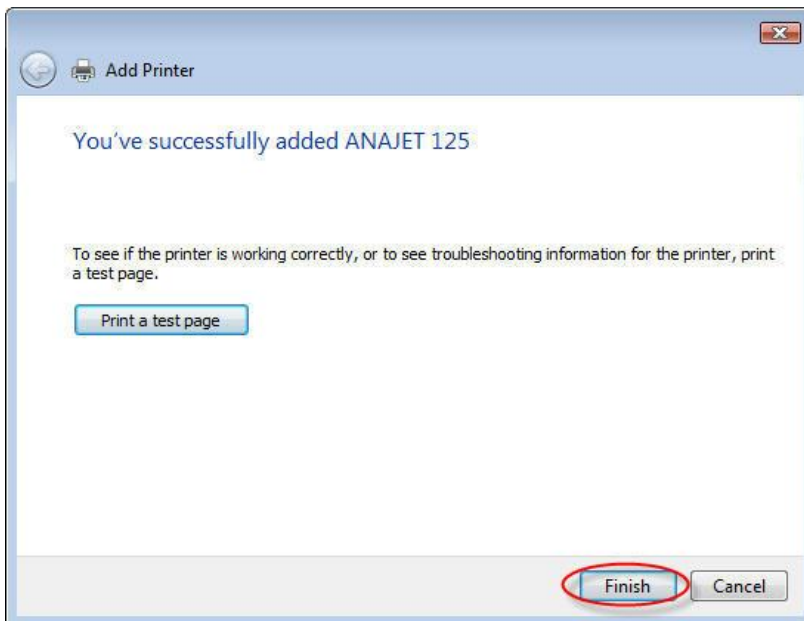 Add Printer
You've successfully added ANAJET 125
To see if the printer is working correctly, or to see troubleshooting information for the printer, print
a test page.
Print a test page
Finish
Cancel